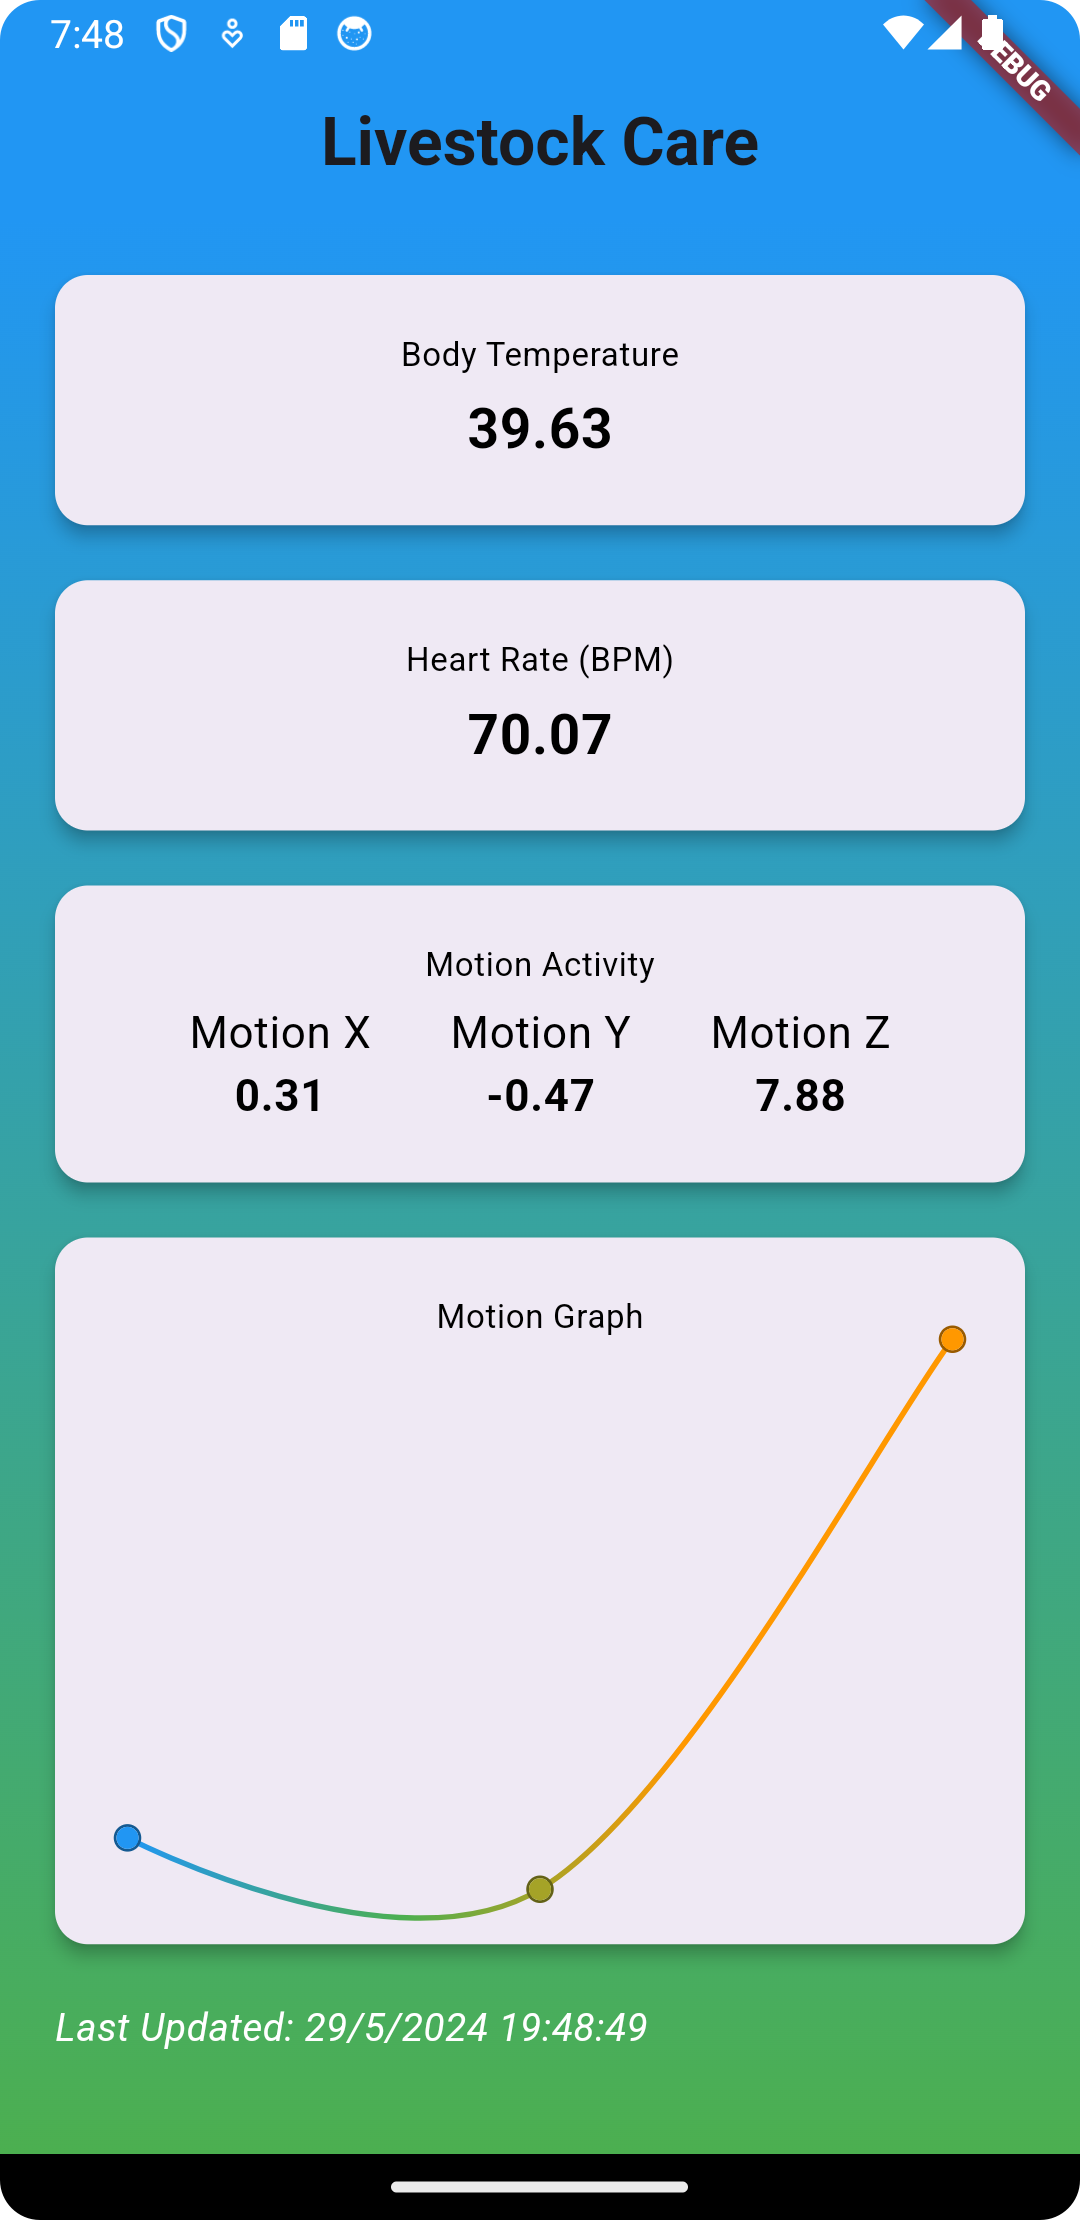 7:48
EBUG
Livestock Care
Body Temperature
39.63
Heart Rate (BPM)
70.07
Motion Activity
Motion X Motion Y Motion Z
0.31 -0.47 7.88
Motion Graph
Last Updated: 29/5/2024 19:48:49